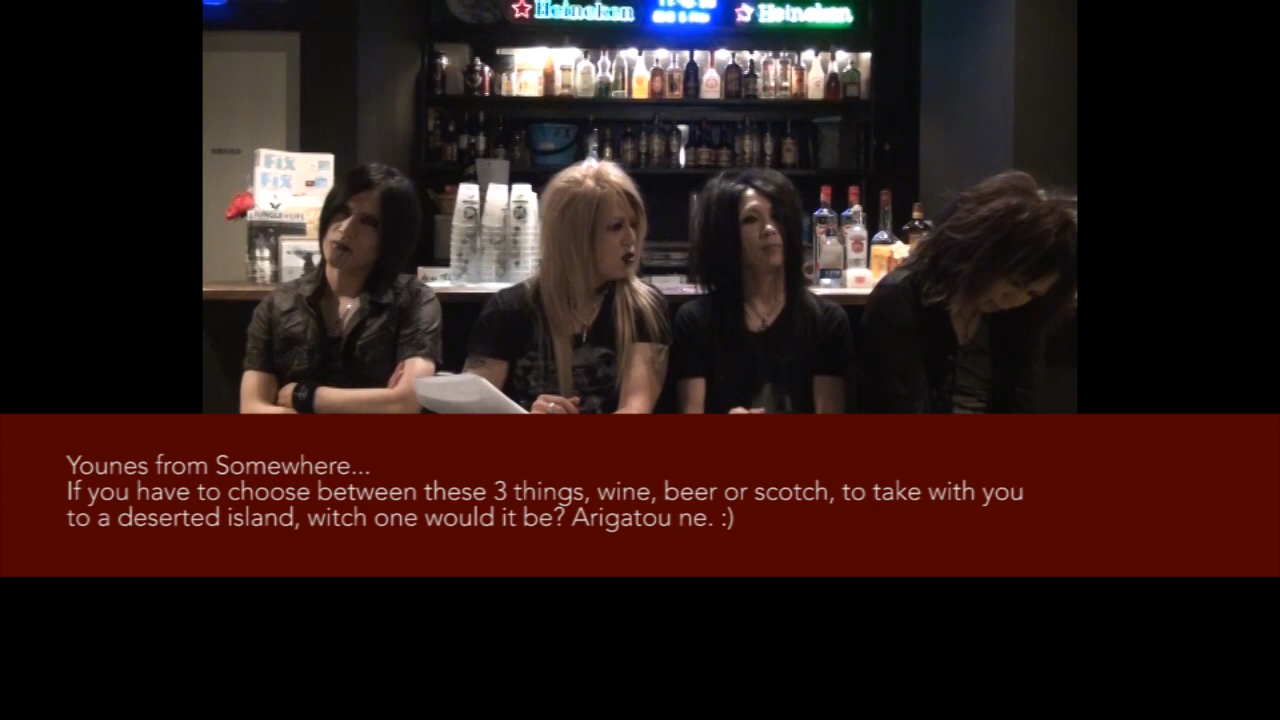 Heineken
Heineken
FIX
FIX
Younes from Somewhere...
If you have to choose between these 3 things, wine, beer or scotch, to take with you
to a deserted island, witch one would it be? Arigatou ne. :)